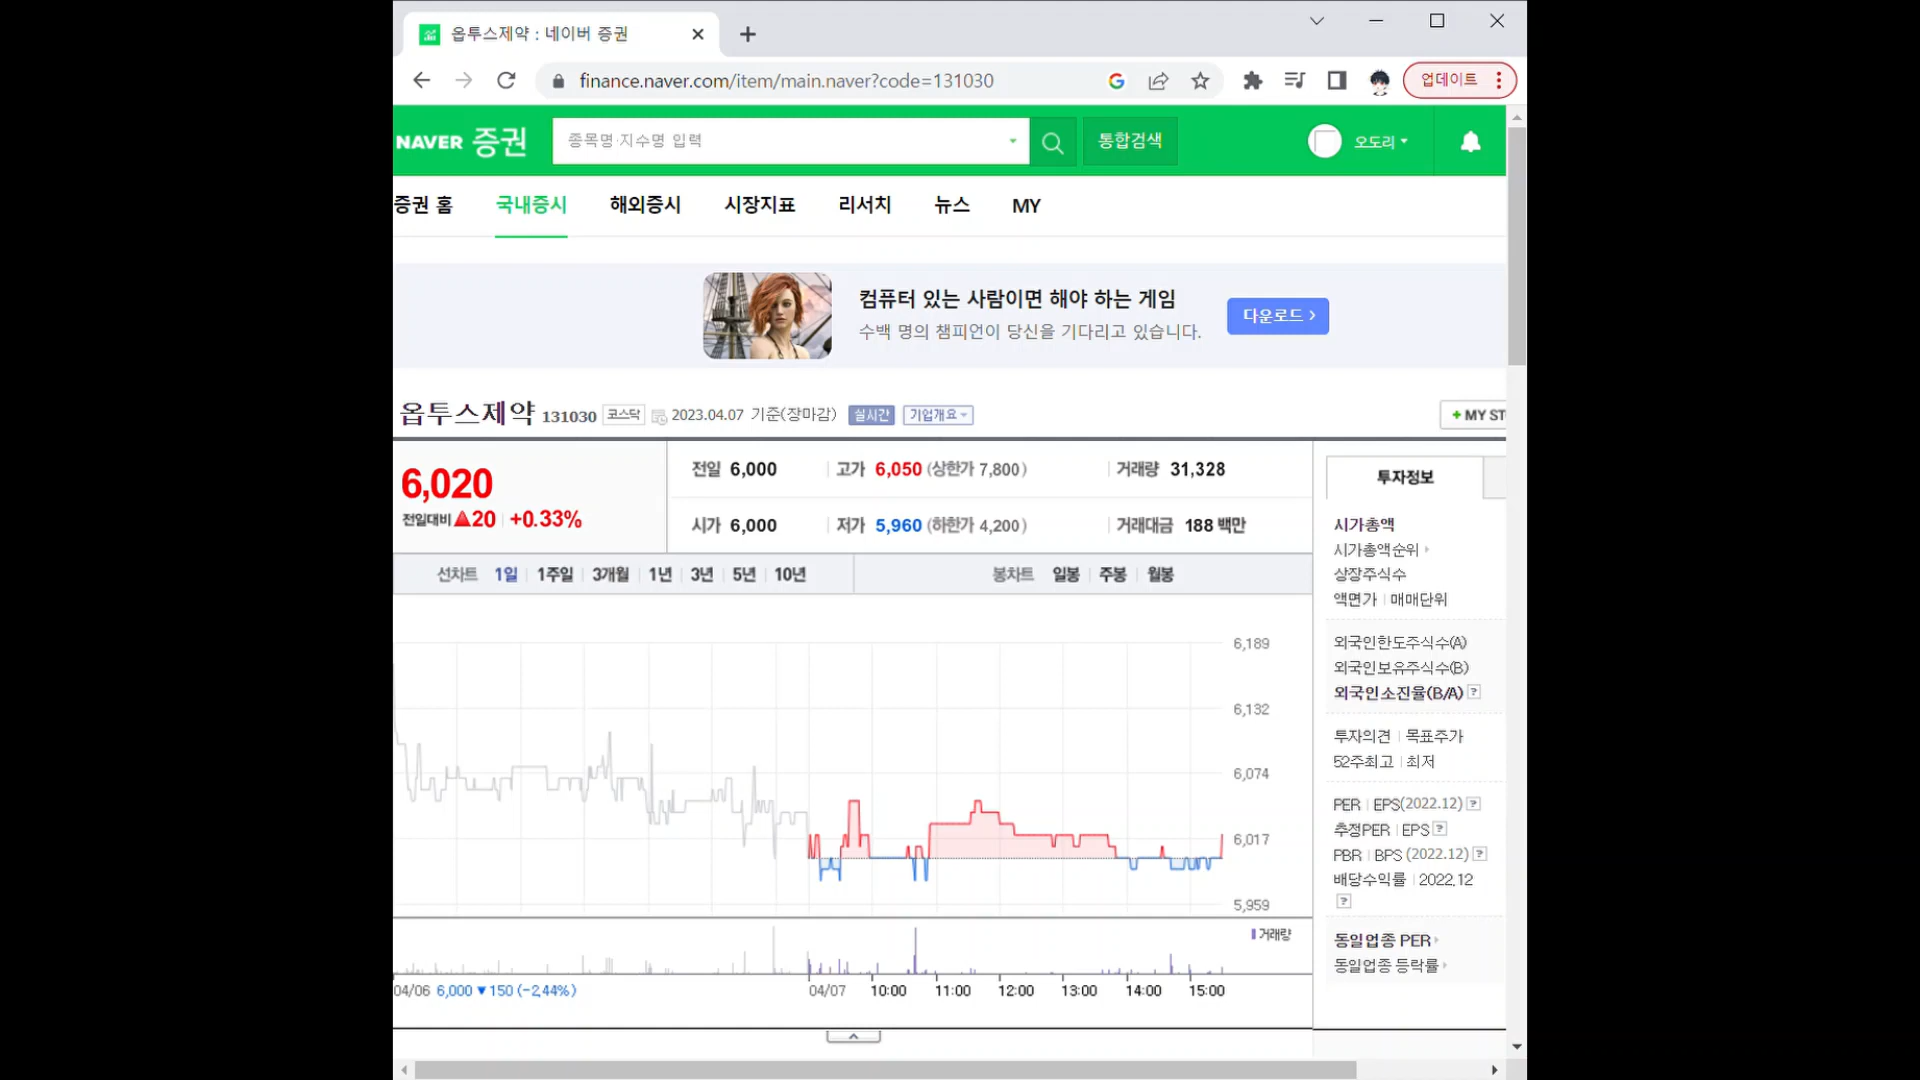 옵투스제약 : 네이버 증권
finance.naver.com/item/main.naver?code=131030
업데이트
NAVER 증권
종목명·지수명 입력
통합검색
오도리
증권 홈
국내증시
해외증시
시장지표
리서치
뉴스
MY
컴퓨터 있는 사람이면 해야 하는 게임
수백 명의 챔피언이 당신을 기다리고 있습니다.
다운로드
옵투스제약 131030 코스닥 2023.04.07 기준(장마감) 실시간 기업개요
+ MY ST
6,020
전일대비 ▲20 +0.33%
전일 6,000 고가 6,050 (상한가 7,800) 거래량 31,328
시가 6,000 저가 5,960 (하한가 4,200) 거래대금 188 백만
선차트 1일 1주일 3개월 1년 3년 5년 10년
봉차트 일봉 주봉 월봉
6,189
6,132
6,074
6,017
5,959
거래량
04/06 6,000 ▼150 (-2,44%)
04/07 10:00 11:00 12:00 13:00 14:00 15:00
투자정보
시가총액
시가총액순위
상장주식수
액면가 매매단위
외국인한도주식수(A)
외국인보유주식수(B)
외국인소진율(B/A) ?
투자의견 목표주가
52주최고 최저
PER EPS(2022.12) ?
추정PER EPS ?
PBR BPS (2022.12) ?
배당수익률 2022.12
?
동일업종 PER
동일업종 등락률